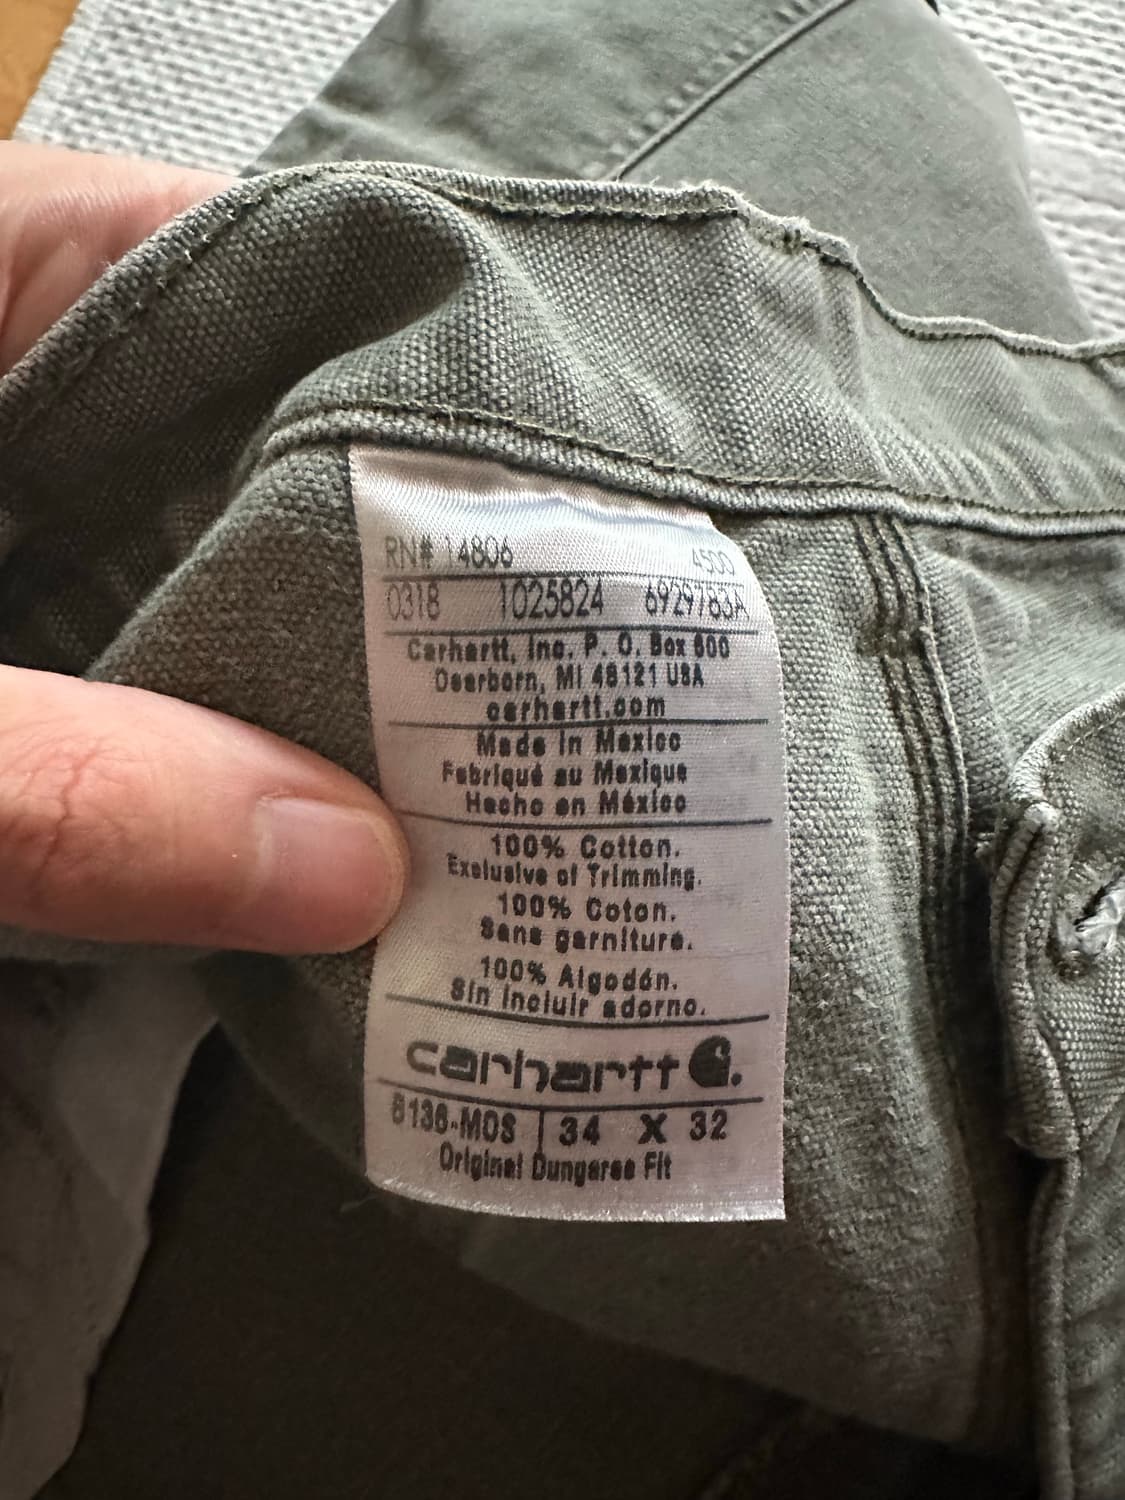 RN# 14806 4500
0318 1025824 6929783A
Carhartt, Inc. P. O. Box 600
Dearborn, MI 48121 USA
carhartt.com
Made in Mexico
Fabriqué au Mexique
Hecho en México
100% Cotton.
Exclusive of Trimming.
100% Coton.
Sans garniture.
100% Algodón.
Sin incluir adorno.
carhartt
B136-MOS 34 X 32
Original Dungaree Fit